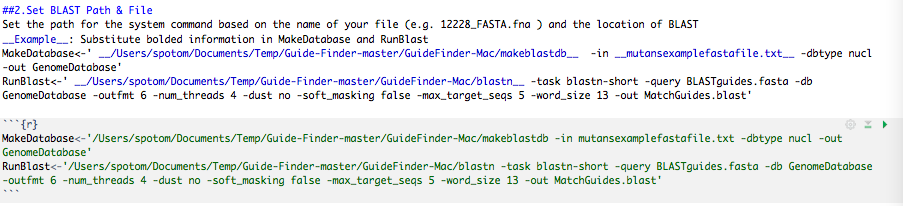 ##2.Set BLAST Path & File
Set the path for the system command based on the name of your file (e.g. 12228_FASTA.fna ) and the location of BLAST
__Example__: Substitute bolded information in MakeDatabase and RunBlast
MakeDatabase<-' __/Users/spotom/Documents/Temp/Guide-Finder-master/GuideFinder-Mac/makeblastdb__  -in __mutansexamplefastafile.txt__ -dbtype nucl
-out GenomeDatabase'
RunBlast<-' __/Users/spotom/Documents/Temp/Guide-Finder-master/GuideFinder-Mac/blastn__ -task blastn-short -query BLASTguides.fasta -db
GenomeDatabase -outfmt 6 -num_threads 4 -dust no -soft_masking false -max_target_seqs 5 -word_size 13 -out MatchGuides.blast'
```{r}
MakeDatabase<-'/Users/spotom/Documents/Temp/Guide-Finder-master/GuideFinder-Mac/makeblastdb -in mutansexamplefastafile.txt -dbtype nucl -out
GenomeDatabase'
RunBlast<-'/Users/spotom/Documents/Temp/Guide-Finder-master/GuideFinder-Mac/blastn -task blastn-short -query BLASTguides.fasta -db GenomeDatabase
-outfmt 6 -num_threads 4 -dust no -soft_masking false -max_target_seqs 5 -word_size 13 -out MatchGuides.blast'
```